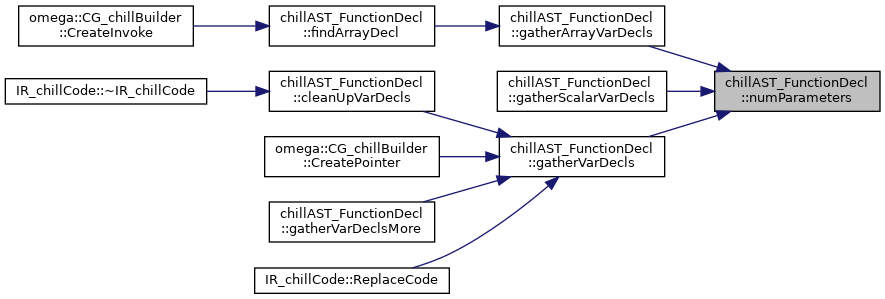 omega::CG_chillBuilder
::CreateInvoke
chillAST_FunctionDecl
::findArrayDecl
chillAST_FunctionDecl
::gatherArrayVarDecls
IR_chillCode::~IR_chillCode
chillAST_FunctionDecl
::cleanUpVarDecls
chillAST_FunctionDecl
::gatherScalarVarDecls
chillAST_FunctionDecl
::numParameters
omega::CG_chillBuilder
::CreatePointer
chillAST_FunctionDecl
::gatherVarDecls
chillAST_FunctionDecl
::gatherVarDeclsMore
IR_chillCode::ReplaceCode